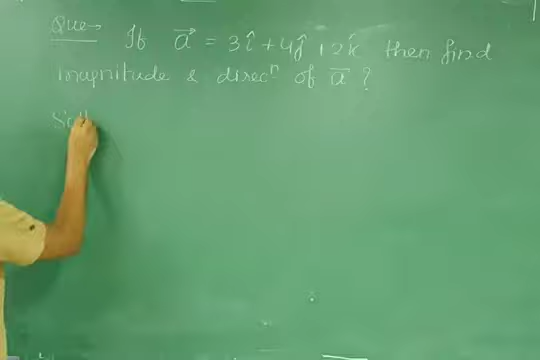 Que→ If a⃗ = 3î + 4ĵ + 2k̂ then find
magnitude & direcⁿ of a⃗ ?
Sol